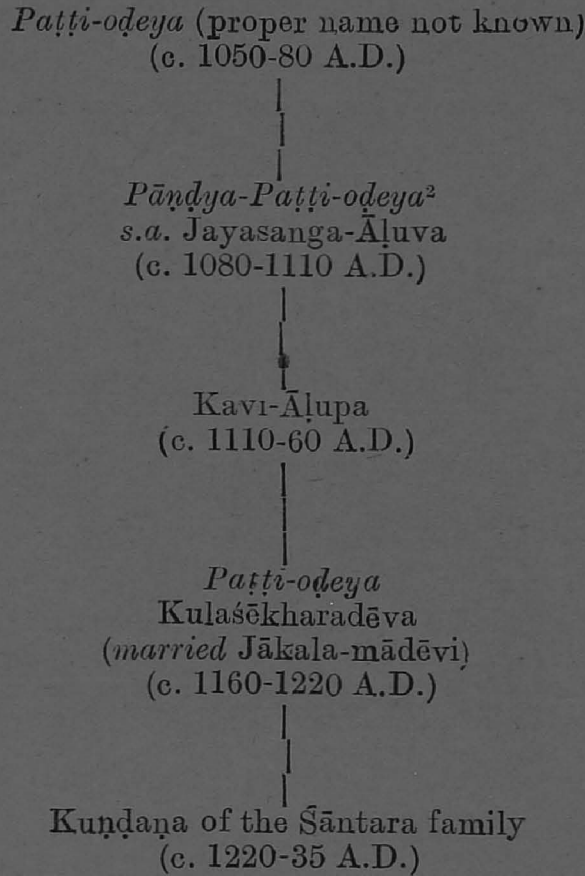 Paṭṭi-oḍeya (proper name not known)
(c. 1050-80 A.D.)
Pāṇḍya-Paṭṭi-oḍeya²
s.a. Jayasanga-Āḷuva
(c. 1080-1110 A.D.)
Kavi-Āḷupa
(c. 1110-60 A.D.)
Paṭṭi-oḍeya
Kulaśēkharadēva
(married Jākala-mādēvi)
(c. 1160-1220 A.D.)
Kuṇḍaṇa of the Śāntara family
(c. 1220-35 A.D.)